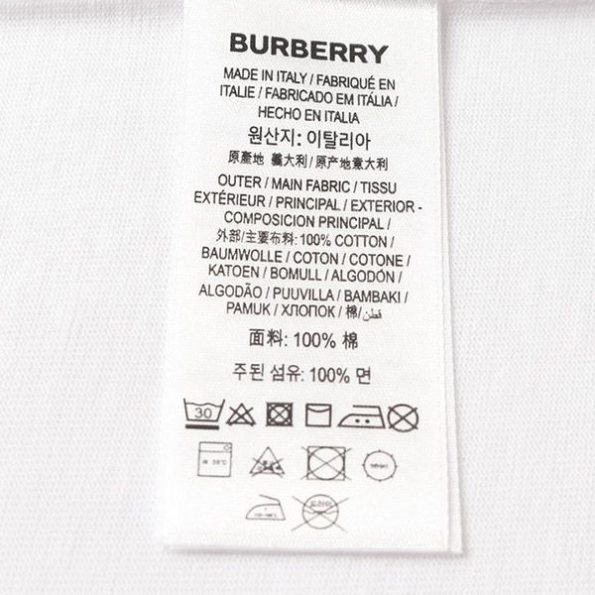 BURBERRY
MADE IN ITALY / FABRIQUÉ EN
ITALIE / FABRICADO EM ITÁLIA /
HECHO EN ITALIA
원산지: 이탈리아
原產地 義大利 / 原产地意大利
OUTER / MAIN FABRIC / TISSU
EXTÉRIEUR / PRINCIPAL / EXTERIOR -
COMPOSICIÓN PRINCIPAL /
外部/主要布料: 100% COTTON /
BAUMWOLLE / COTON / COTONE /
KATOEN / BOMULL / ALGODÓN /
ALGODÃO / PUUVILLA / BAMBAKI /
PAMUK / ХЛОПОК / 棉/قطن
面料: 100% 棉
주된 섬유: 100% 면
30